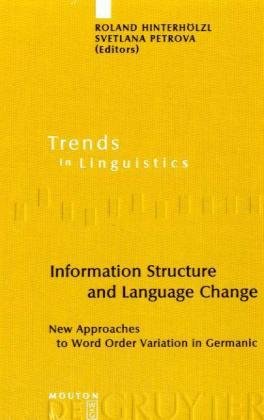 ROLAND HINTERHÖLZL
SVETLANA PETROVA
(Editors)
Trends
in Linguistics
Information Structure
and Language Change
New Approaches
to Word Order Variation in Germanic
MOUTON
DE GRUYTER